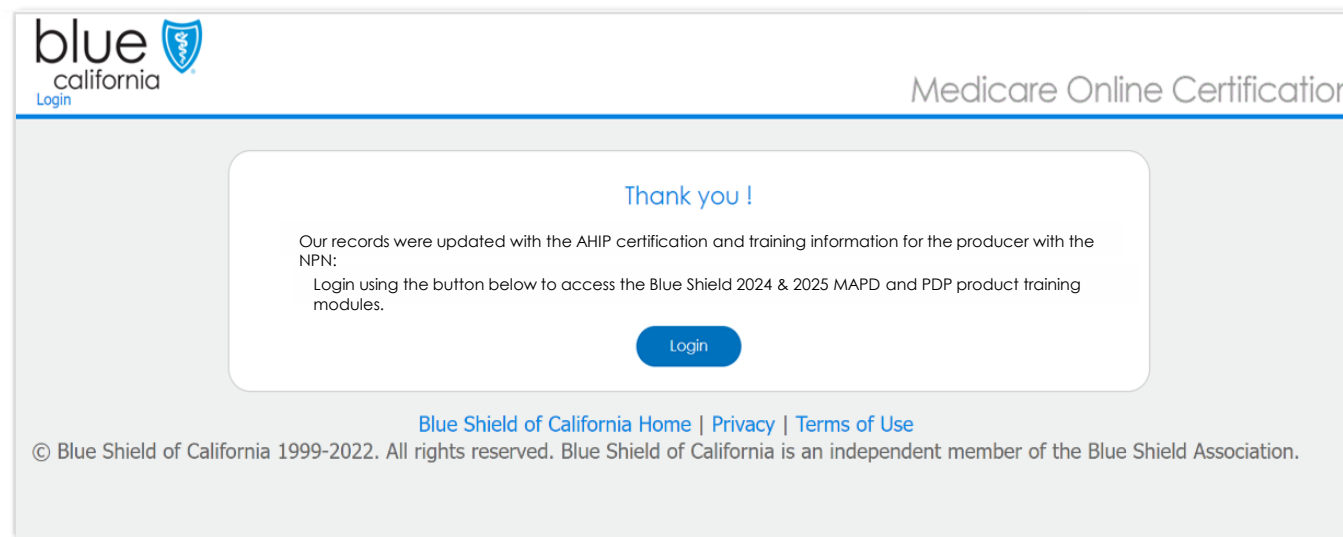 blue
california
Login
Medicare Online Certification
Thank you !
Our records were updated with the AHIP certification and training information for the producer with the
NPN:
Login using the button below to access the Blue Shield 2024 & 2025 MAPD and PDP product training
modules.
Login
Blue Shield of California Home | Privacy | Terms of Use
© Blue Shield of California 1999-2022. All rights reserved. Blue Shield of California is an independent member of the Blue Shield Association.